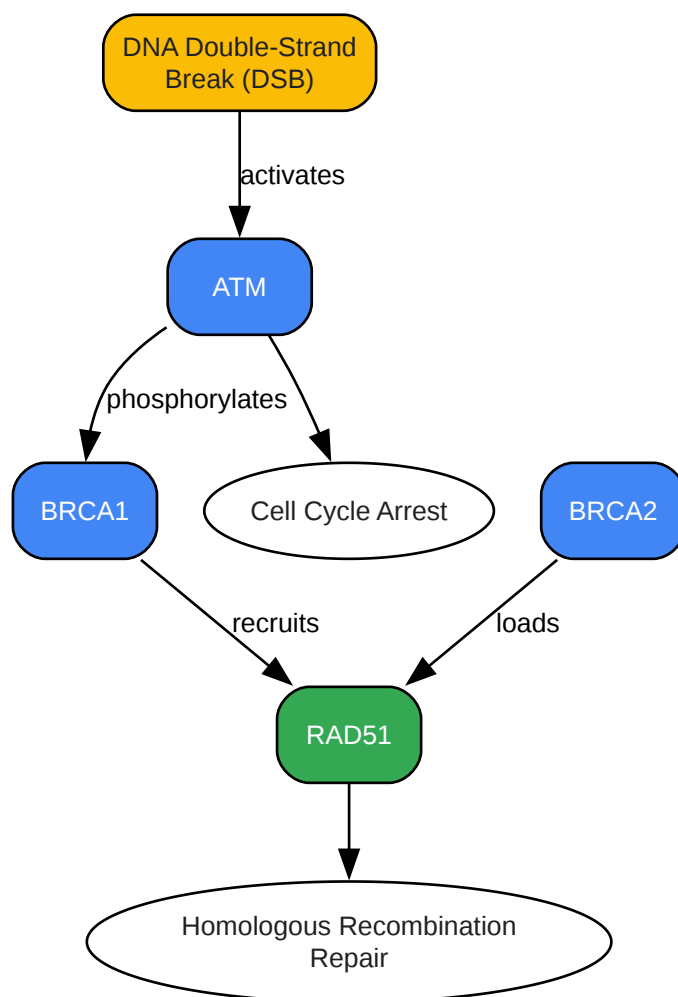 DNA Double-Strand
Break (DSB)
activates
ATM
phosphorylates
BRCA1
Cell Cycle Arrest
BRCA2
recruits
loads
RAD51
Homologous Recombination
Repair